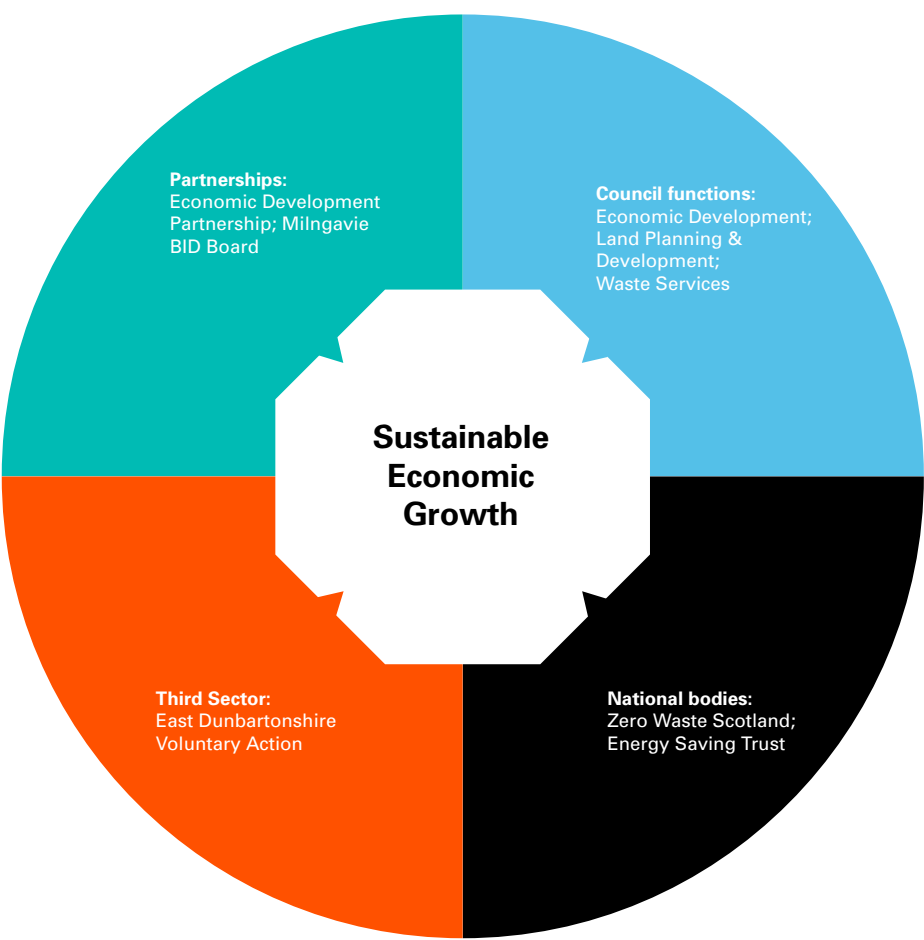 Partnerships:
Economic Development
Partnership; Milngavie
BID Board
Council functions:
Economic Development;
Land Planning &
Development;
Waste Services
Sustainable
Economic
Growth
Third Sector:
East Dunbartonshire
Voluntary Action
National bodies:
Zero Waste Scotland;
Energy Saving Trust